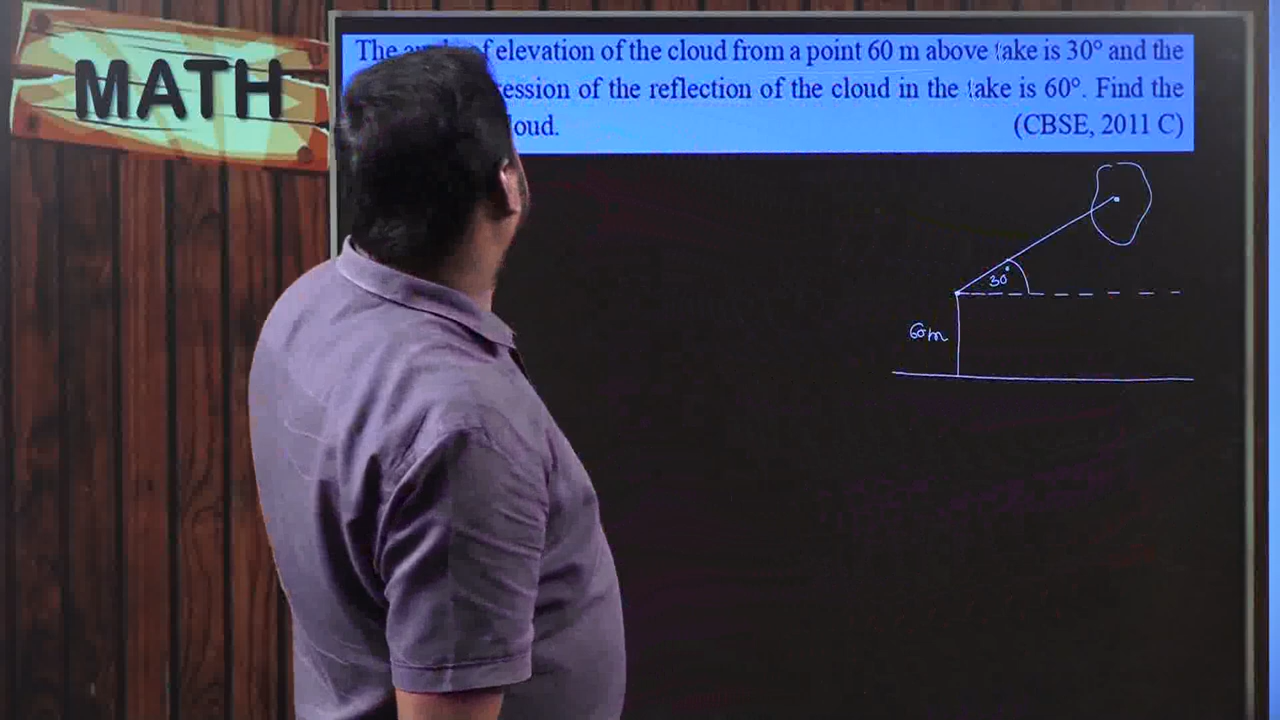 MATH
The of elevation of the cloud from a point 60 m above take is 30° and the
ession of the reflection of the cloud in the take is 60°. Find the
loud. (CBSE, 2011 C)
30°
60m